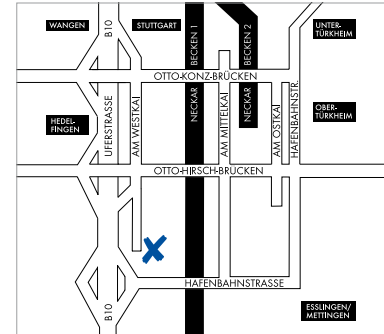 WANGEN
B10
STUTTGART
BECKEN 1
BECKEN 2
UNTER-
TÜRKHEIM
OTTO-KONZ-BRÜCKEN
HEDEL-
FINGEN
UFERSTRASSE
AM WESTKAI
NECKAR
AM MITTELKAI
NECKAR
AM OSTKAI
HAFENBAHNSTR.
OBER-
TÜRKHEIM
OTTO-HIRSCH-BRÜCKEN
HAFENBAHNSTRASSE
B10
ESSLINGEN/
METTINGEN